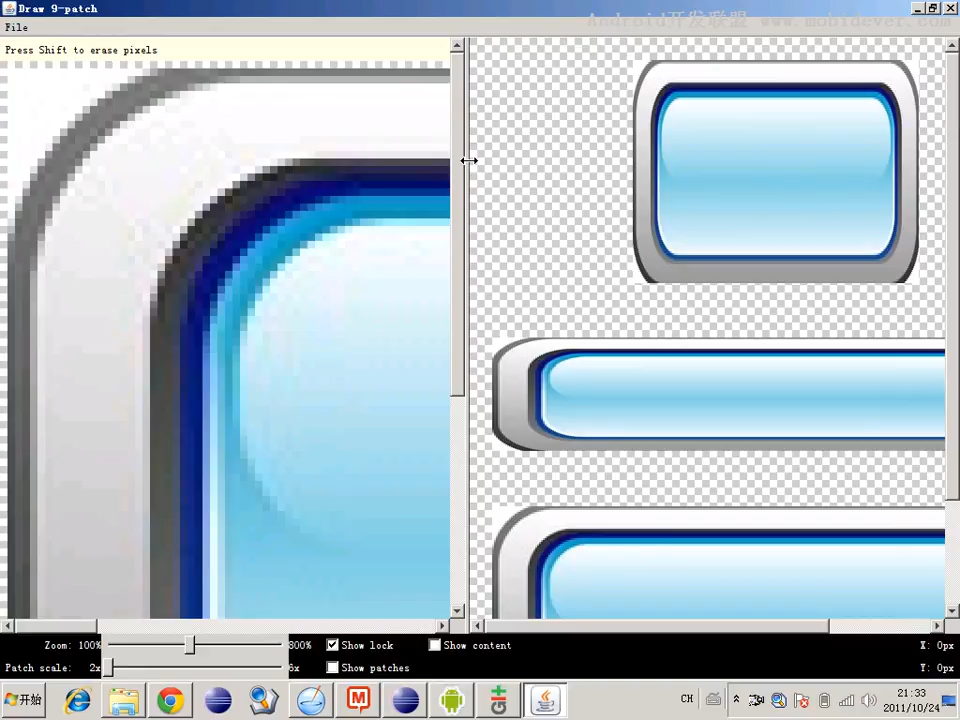 Draw 9-patch
Android开发联盟 www.mobidever.com
File
Press Shift to erase pixels
Zoom: 100% 800% Show lock Show content X: 0px
Patch scale: 2x 6x Show patches Y: 0px
开始 CH 21:33
2011/10/24